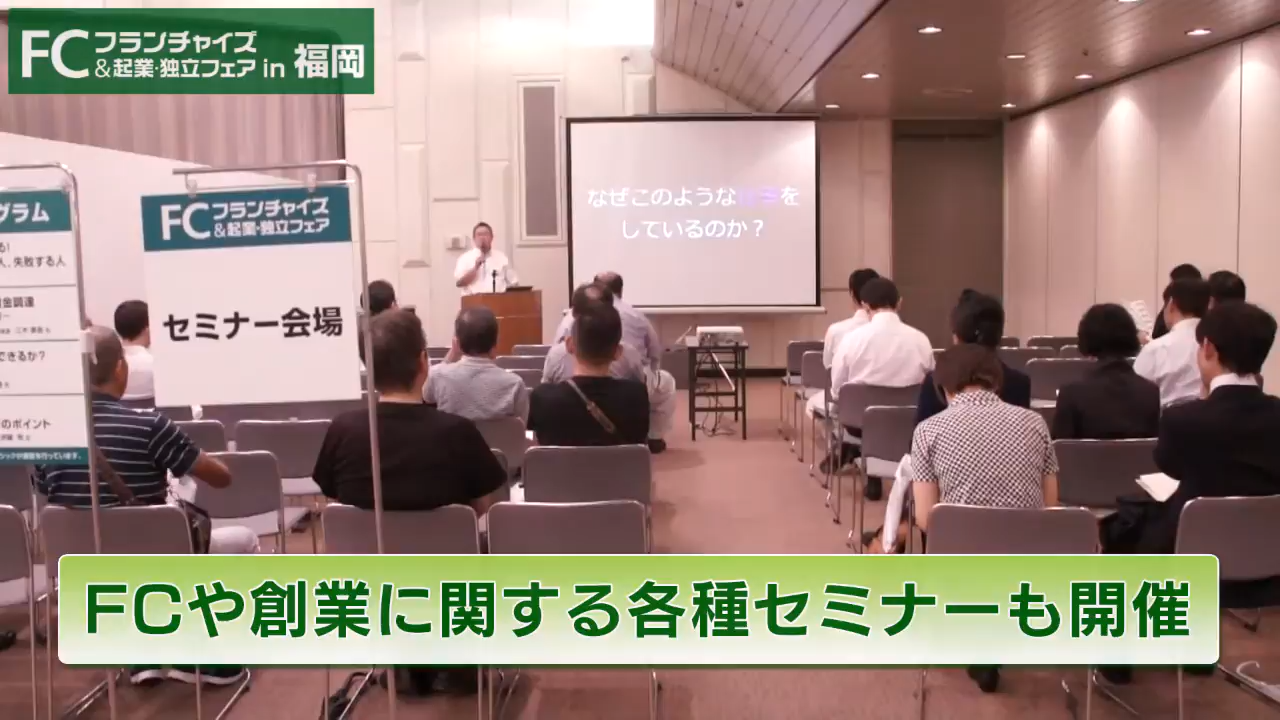 FCフランチャイズ
&起業・独立フェア in 福岡
なぜこのような
を
しているのか？
FCフランチャイズ
&起業・独立フェア
セミナー会場
グラム
る!
人、失敗する人
金調達
できるか?
のポイント
FCや創業に関する各種セミナーも開催